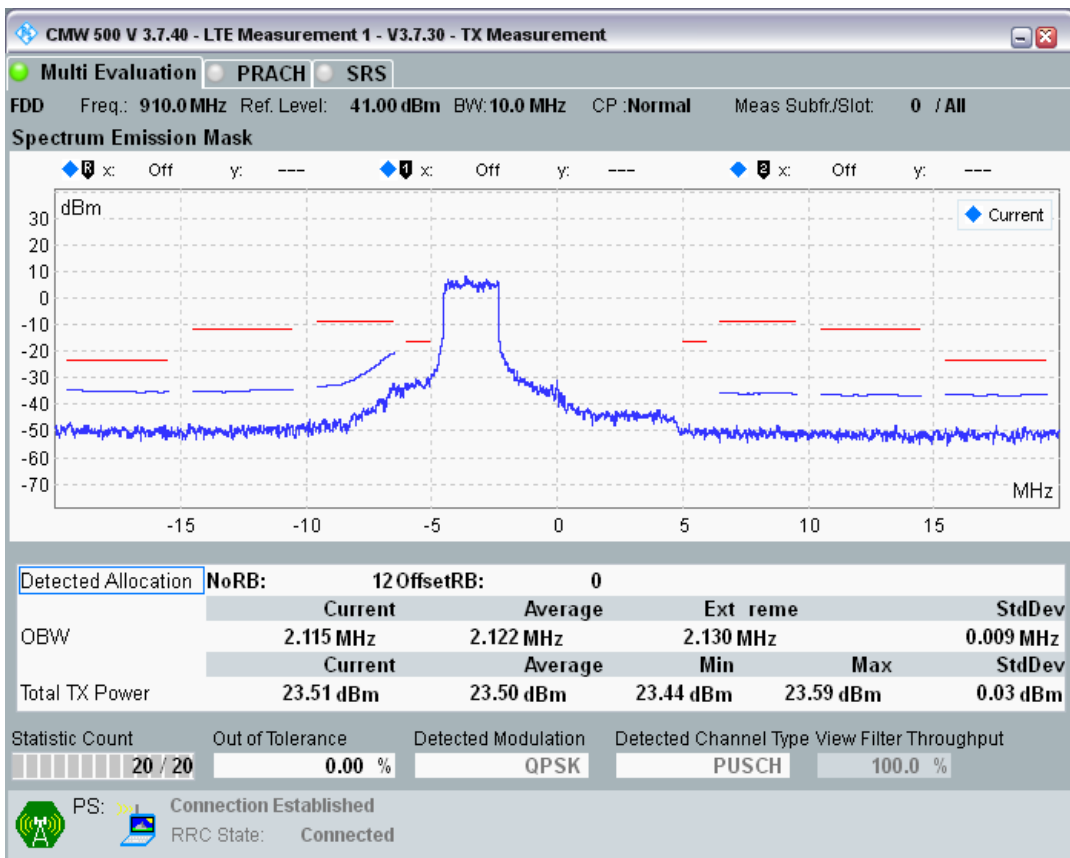 CMW 500 V 3.7.40 - LTE Measurement 1 - V3.7.30 - TX Measurement
Multi Evaluation PRACH SRS
FDD Freq.: 910.0 MHz Ref. Level: 41.00 dBm BW: 10.0 MHz CP :Normal Meas Subfr./Slot: 0 / All
Spectrum Emission Mask
R x: Off y: --- 1 x: Off y: --- 2 x: Off y: ---
dBm
Current
30
20
10
0
-10
-20
-30
-40
-50
-60
-70
MHz
-15 -10 -5 0 5 10 15
Detected Allocation NoRB: 12 OffsetRB: 0
Current Average Ext reme StdDev
OBW 2.115 MHz 2.122 MHz 2.130 MHz 0.009 MHz
Current Average Min Max StdDev
Total TX Power 23.51 dBm 23.50 dBm 23.44 dBm 23.59 dBm 0.03 dBm
Statistic Count Out of Tolerance Detected Modulation Detected Channel Type View Filter Throughput
20 / 20 0.00 % QPSK PUSCH 100.0 %
PS: Connection Established
RRC State: Connected